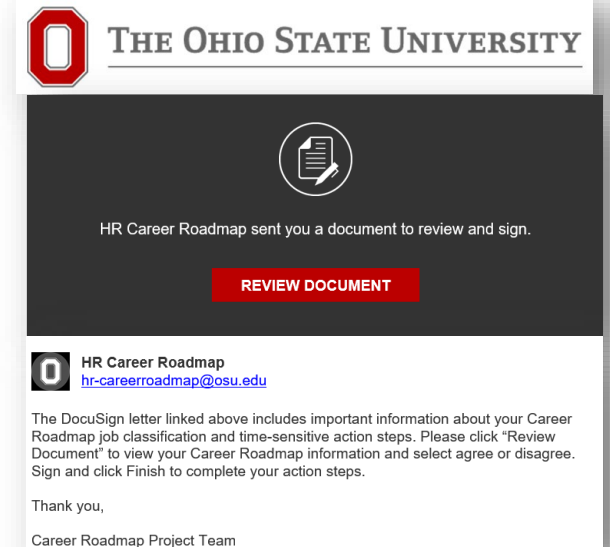 THE OHIO STATE UNIVERSITY
HR Career Roadmap sent you a document to review and sign.
REVIEW DOCUMENT
HR Career Roadmap
hr-careerroadmap@osu.edu
The DocuSign letter linked above includes important information about your Career
Roadmap job classification and time-sensitive action steps. Please click “Review
Document” to view your Career Roadmap information and select agree or disagree.
Sign and click Finish to complete your action steps.
Thank you,
Career Roadmap Project Team